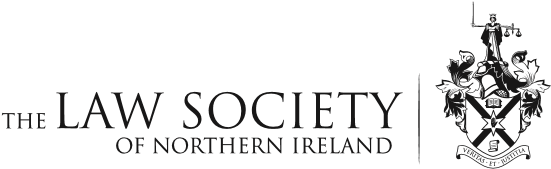 THE LAW SOCIETY
OF NORTHERN IRELAND
VERITAS · ET · JUSTITIA